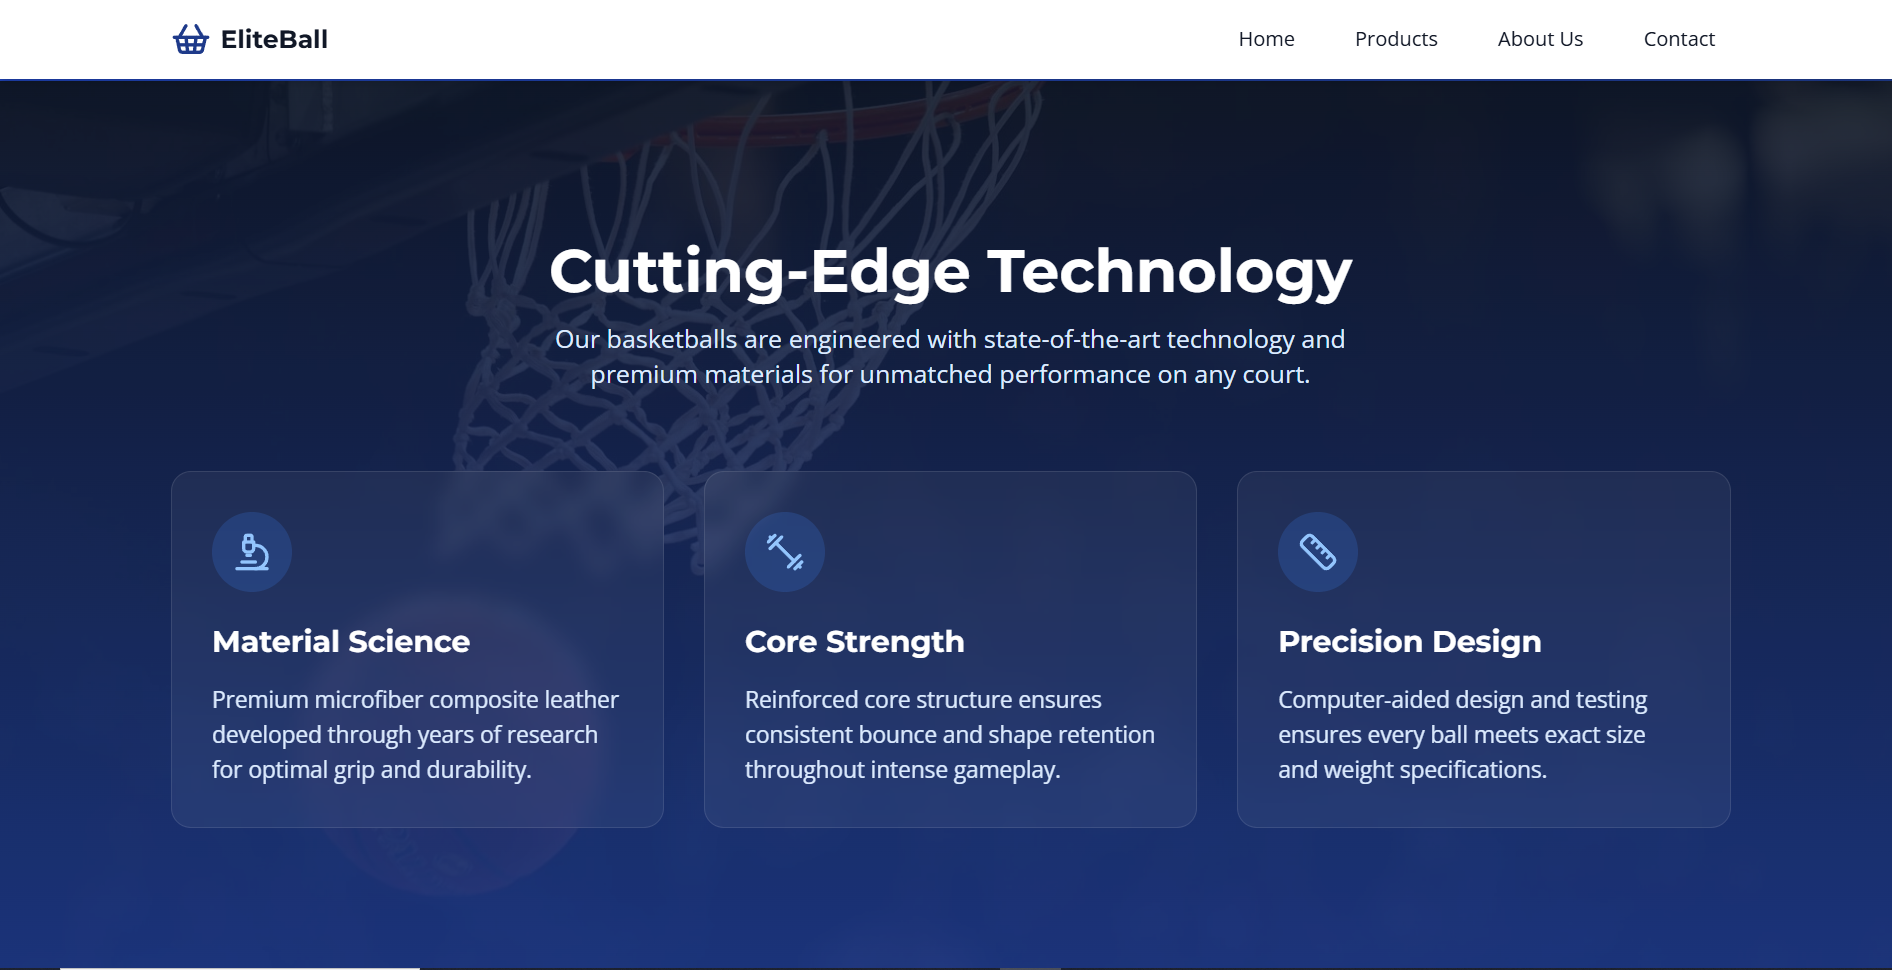 EliteBall
Home
Products
About Us
Contact
Cutting-Edge Technology
Our basketballs are engineered with state-of-the-art technology and
premium materials for unmatched performance on any court.
Material Science
Premium microfiber composite leather
developed through years of research
for optimal grip and durability.
Core Strength
Reinforced core structure ensures
consistent bounce and shape retention
throughout intense gameplay.
Precision Design
Computer-aided design and testing
ensures every ball meets exact size
and weight specifications.